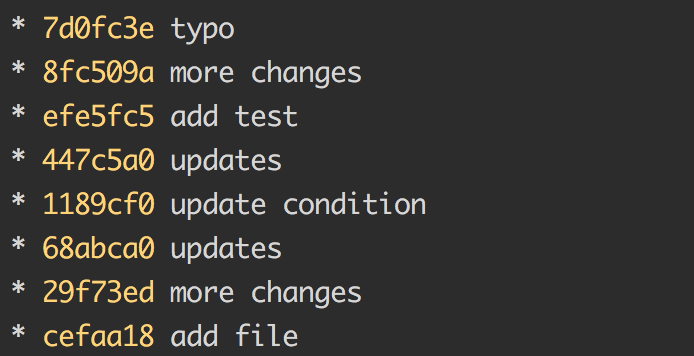 * 7d0fc3e typo
* 8fc509a more changes
* efe5fc5 add test
* 447c5a0 updates
* 1189cf0 update condition
* 68abca0 updates
* 29f73ed more changes
* cefaa18 add file